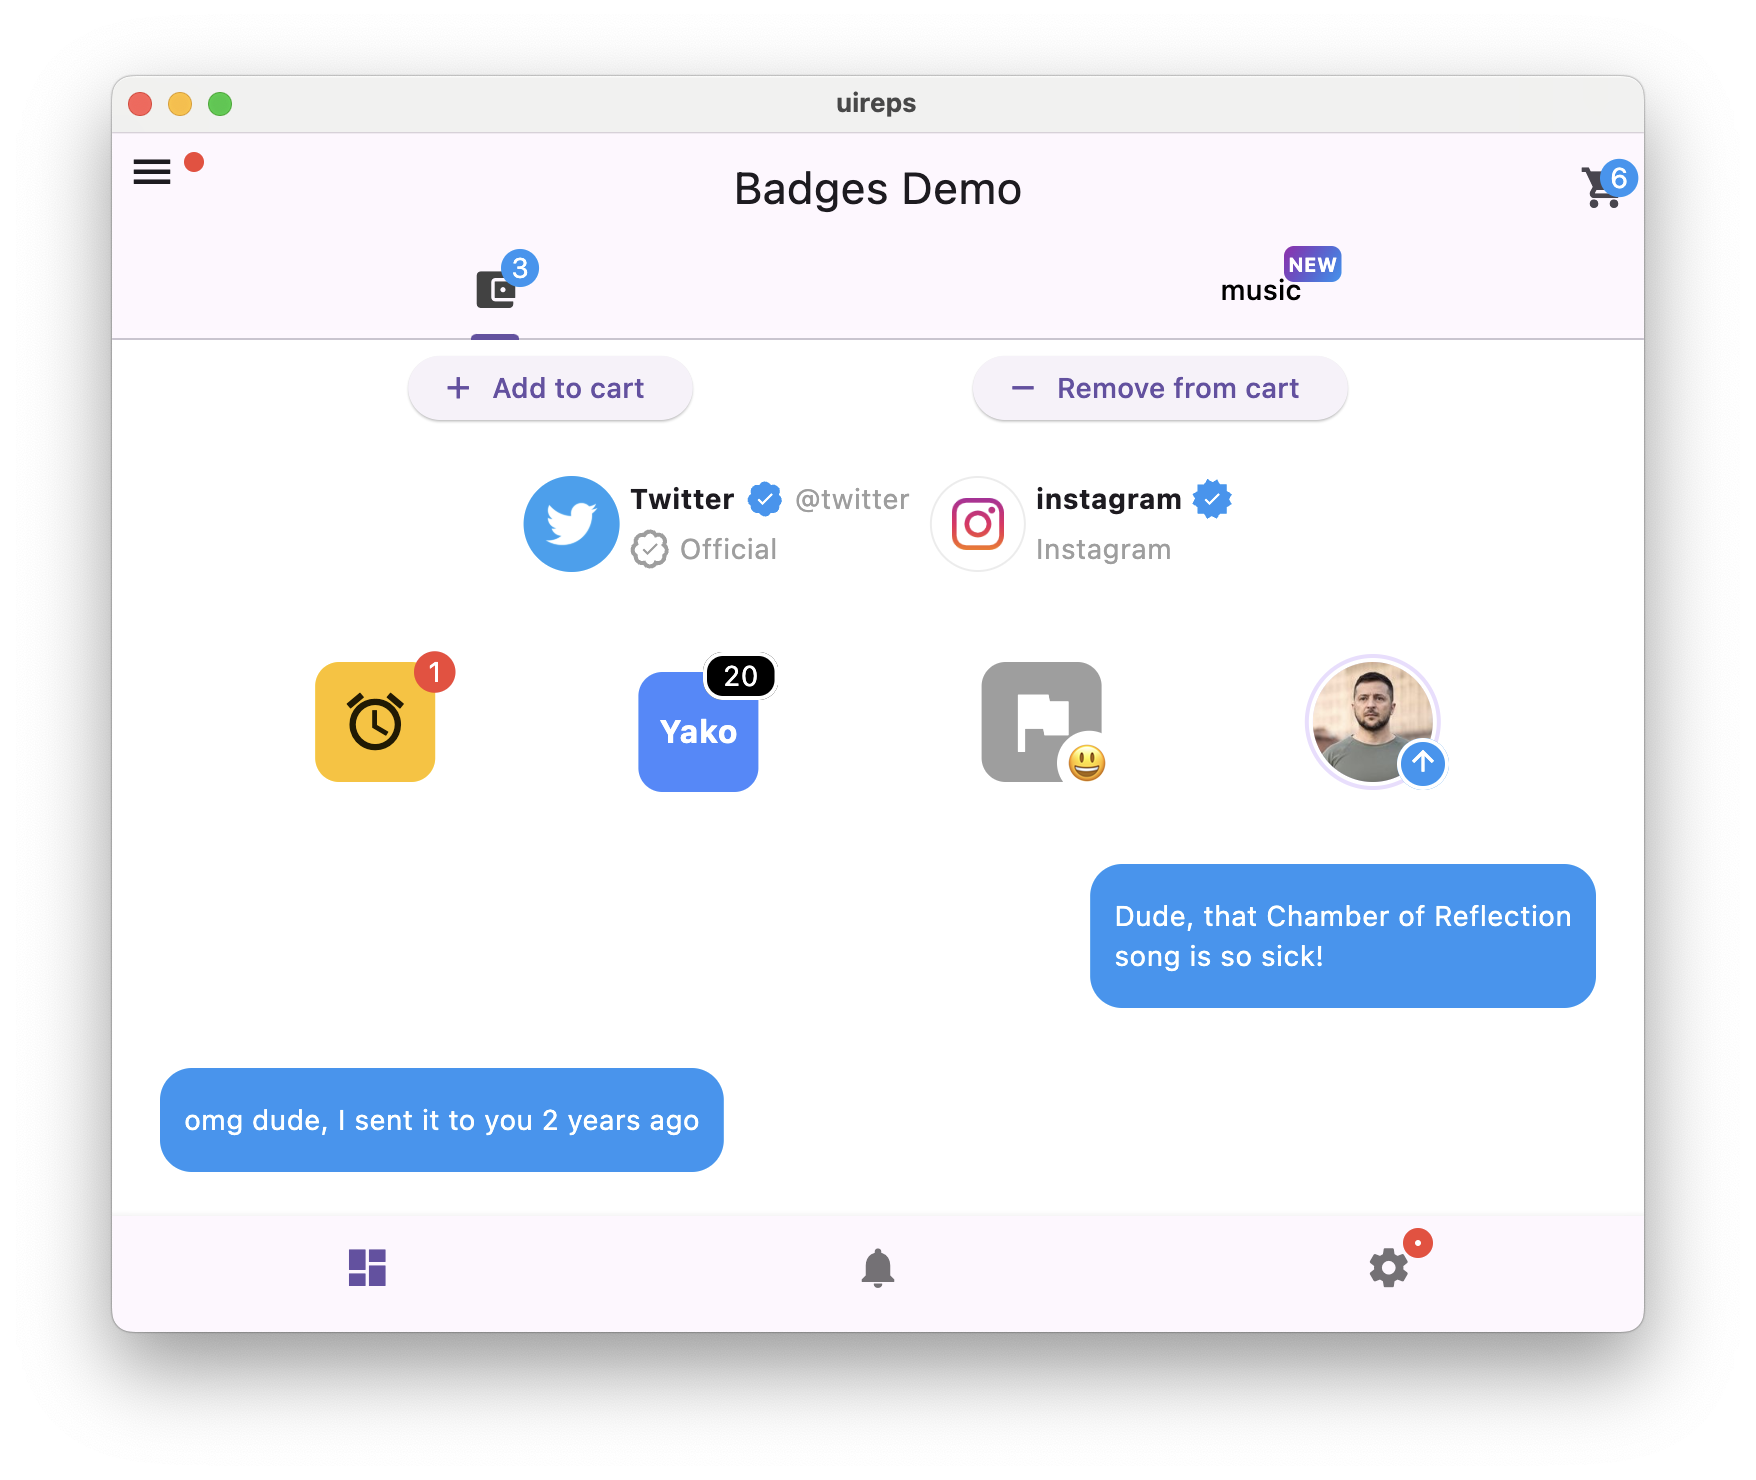 uireps
Badges Demo
6
3
NEW
music
Add to cart
Remove from cart
Twitter @twitter
Official
instagram
Instagram
1
20
Yako
Dude, that Chamber of Reflection
song is so sick!
omg dude, I sent it to you 2 years ago